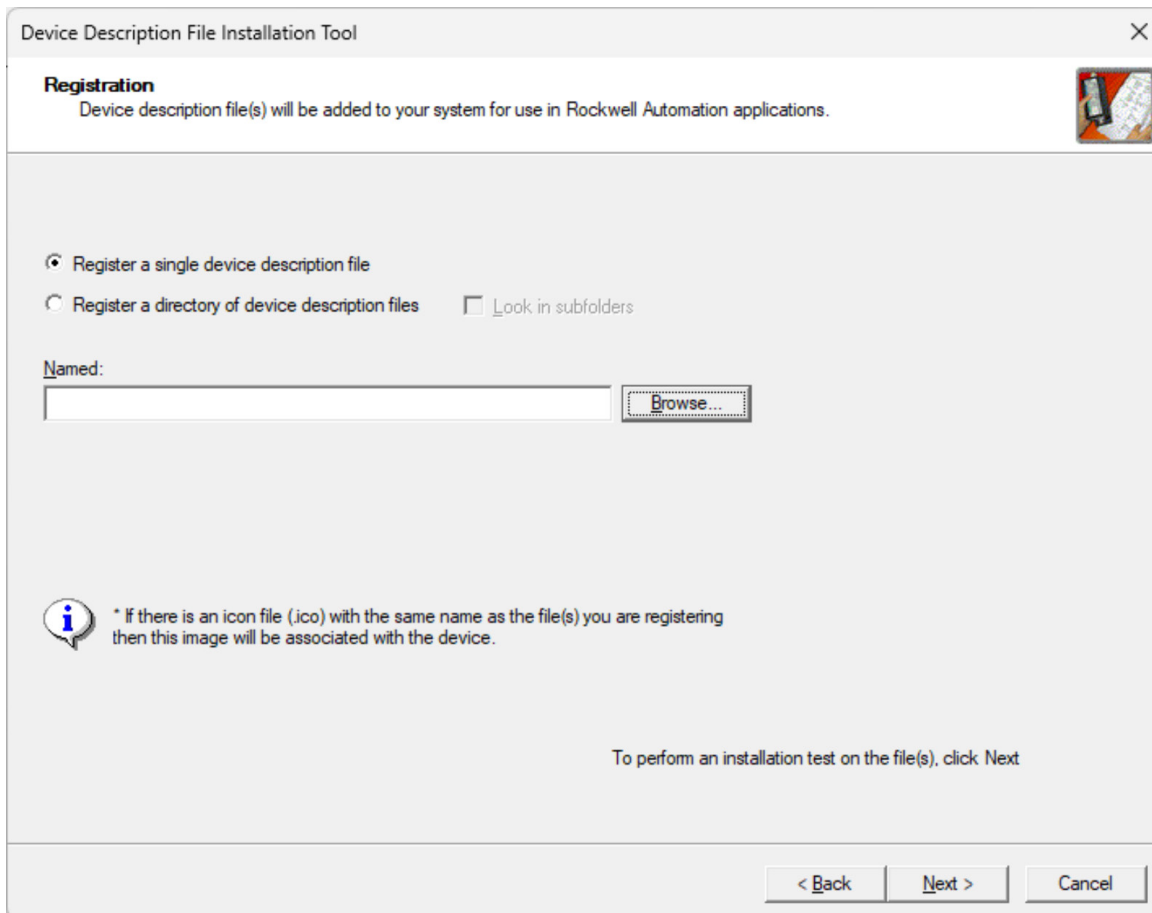 Device Description File Installation Tool
Registration
Device description file(s) will be added to your system for use in Rockwell Automation applications.
Register a single device description file
Register a directory of device description files
Look in subfolders
Named:
Browse...
* If there is an icon file (.ico) with the same name as the file(s) you are registering
then this image will be associated with the device.
To perform an installation test on the file(s), click Next
< Back
Next >
Cancel